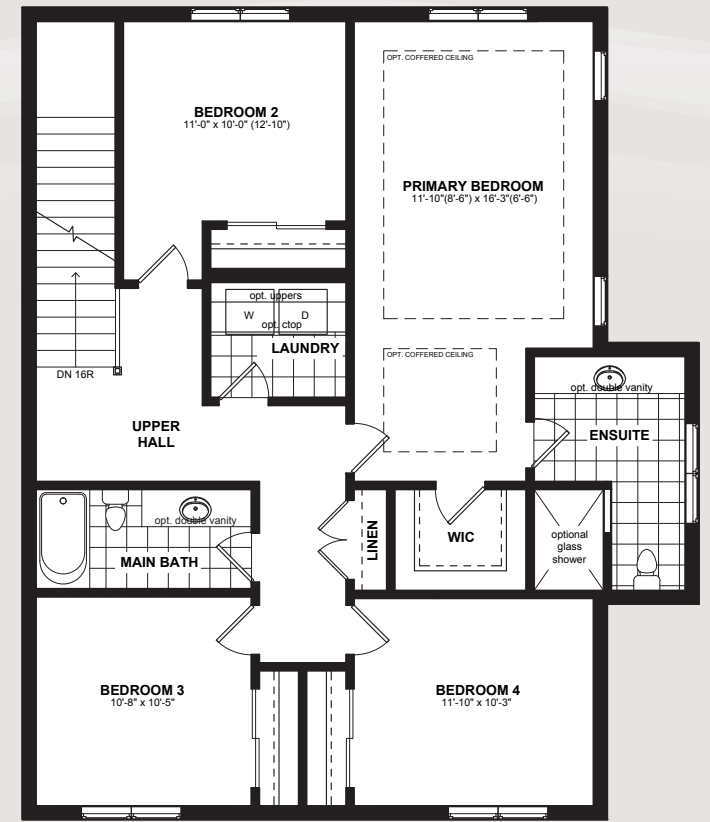 OPT. COFFERED CEILING
BEDROOM 2
11'-0" x 10'-0" (12'-10")
PRIMARY BEDROOM
11'-10"(8'-6") x 16'-3"(6'-6")
opt. uppers
W D
opt. ctop
LAUNDRY
OPT. COFFERED CEILING
DN 16R
opt. double vanity
UPPER
HALL
ENSUITE
opt. double vanity
MAIN BATH
LINEN
WIC
optional
glass
shower
BEDROOM 3
10'-8" x 10'-5"
BEDROOM 4
11'-10" x 10'-3"